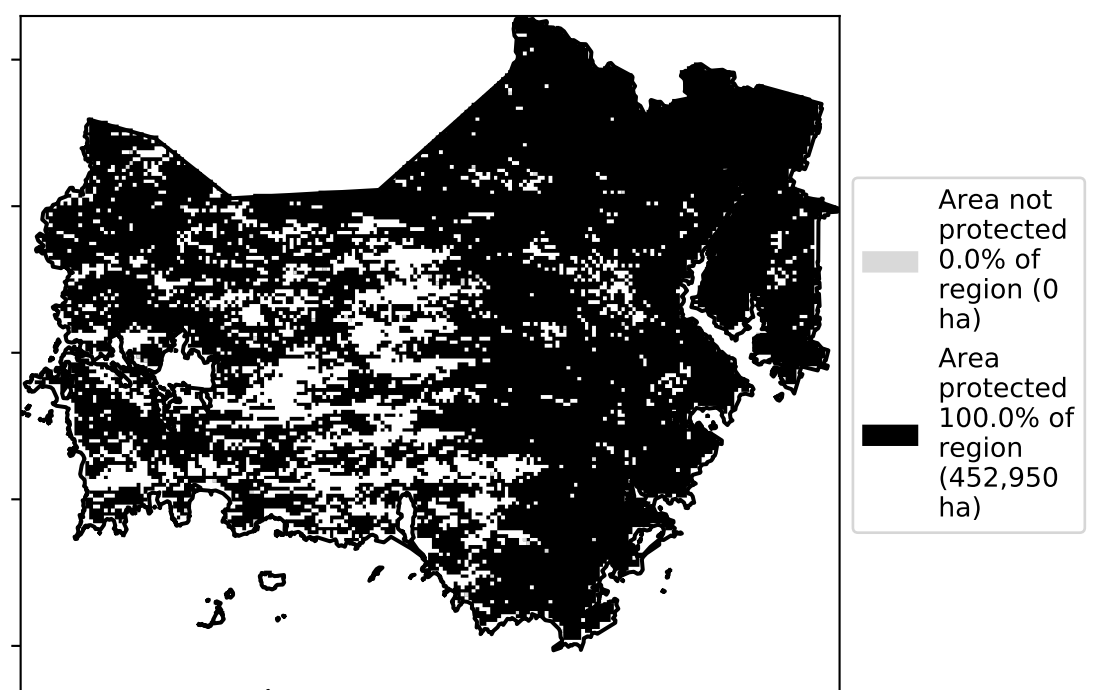 Area not
protected
0.0% of
region (0
ha)
Area
protected
100.0% of
region
(452,950
ha)